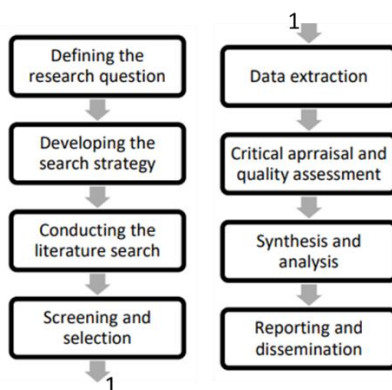 Defining the
research question
Developing the
search strategy
Conducting the
literature search
Screening and
selection
1
1
Data extraction
Critical aprraisal and
quality assessment
Synthesis and
analysis
Reporting and
dissemination